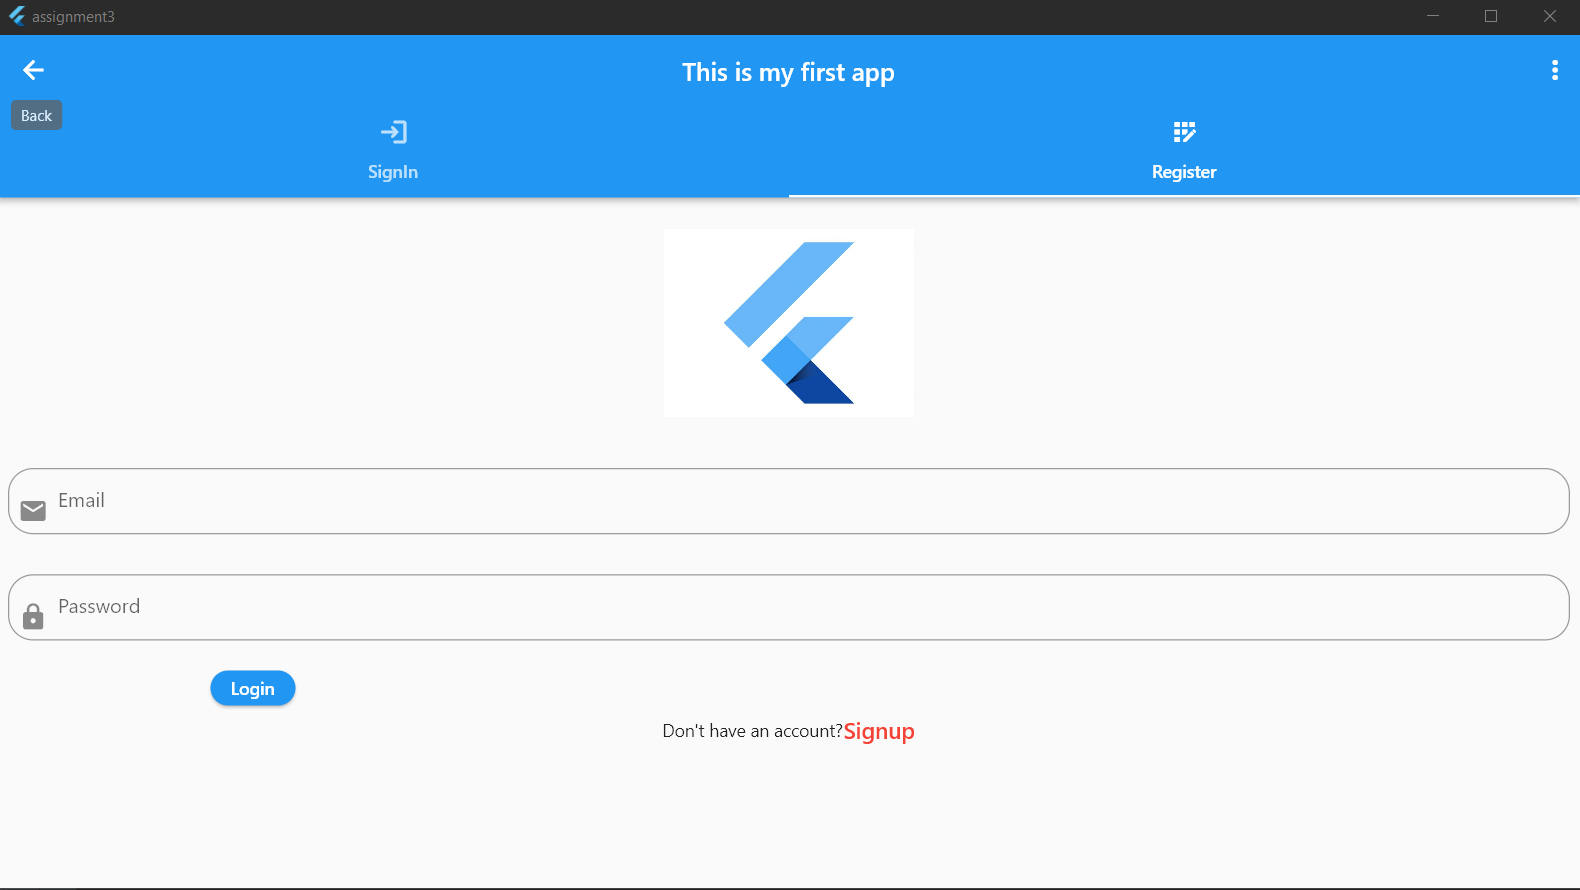 assignment3
This is my first app
Back
SignIn
Register
Email
Password
Login
Don't have an account?Signup